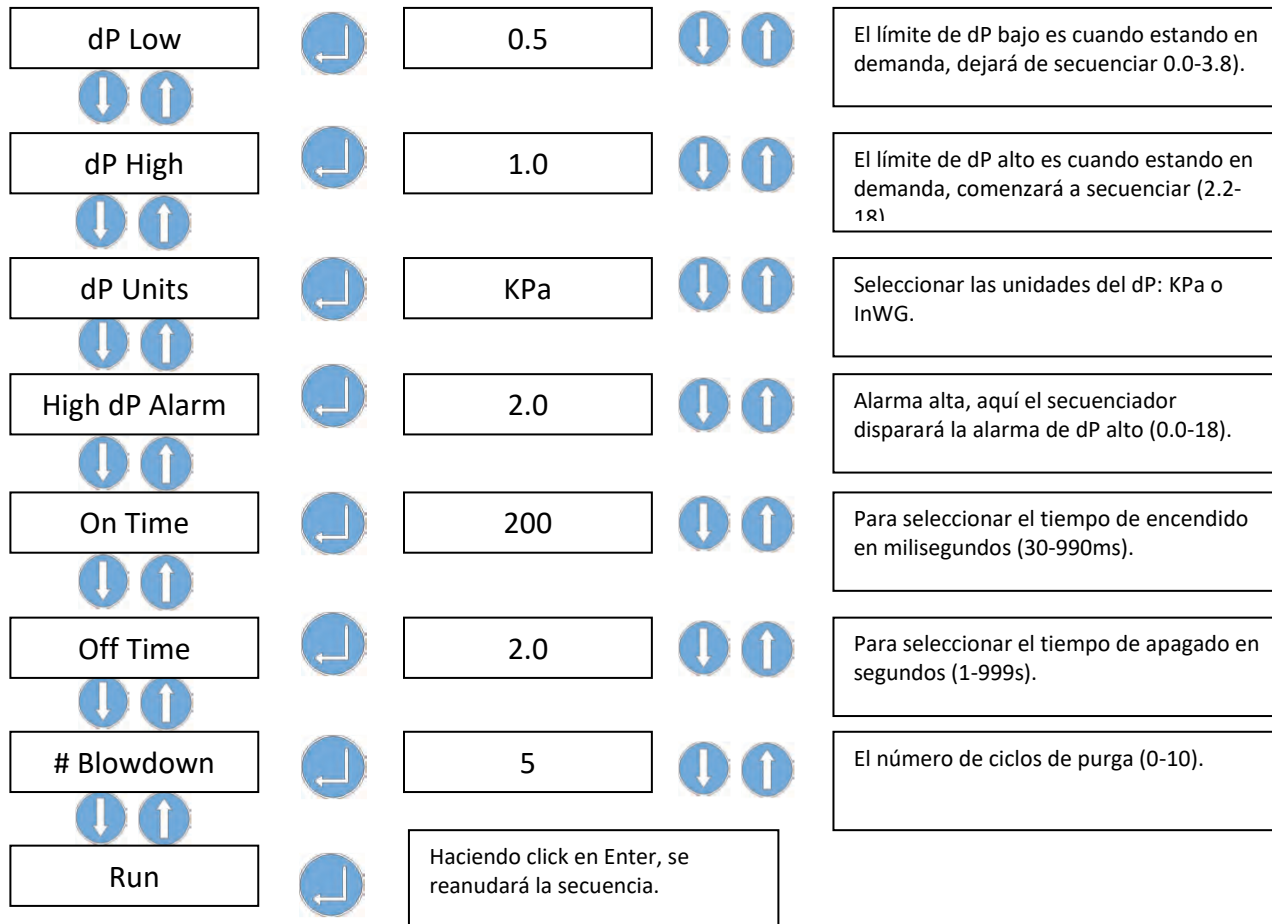 dP Low
0.5
El límite de dP bajo es cuando estando en
demanda, dejará de secuenciar 0.0-3.8).
dP High
1.0
El límite de dP alto es cuando estando en
demanda, comenzará a secuenciar (2.2-
18)
dP Units
KPa
Seleccionar las unidades del dP: KPa o
InWG.
High dP Alarm
2.0
Alarma alta, aquí el secuenciador
disparará la alarma de dP alto (0.0-18).
On Time
200
Para seleccionar el tiempo de encendido
en milisegundos (30-990ms).
Off Time
2.0
Para seleccionar el tiempo de apagado en
segundos (1-999s).
# Blowdown
5
El número de ciclos de purga (0-10).
Run
Haciendo click en Enter, se
reanudará la secuencia.